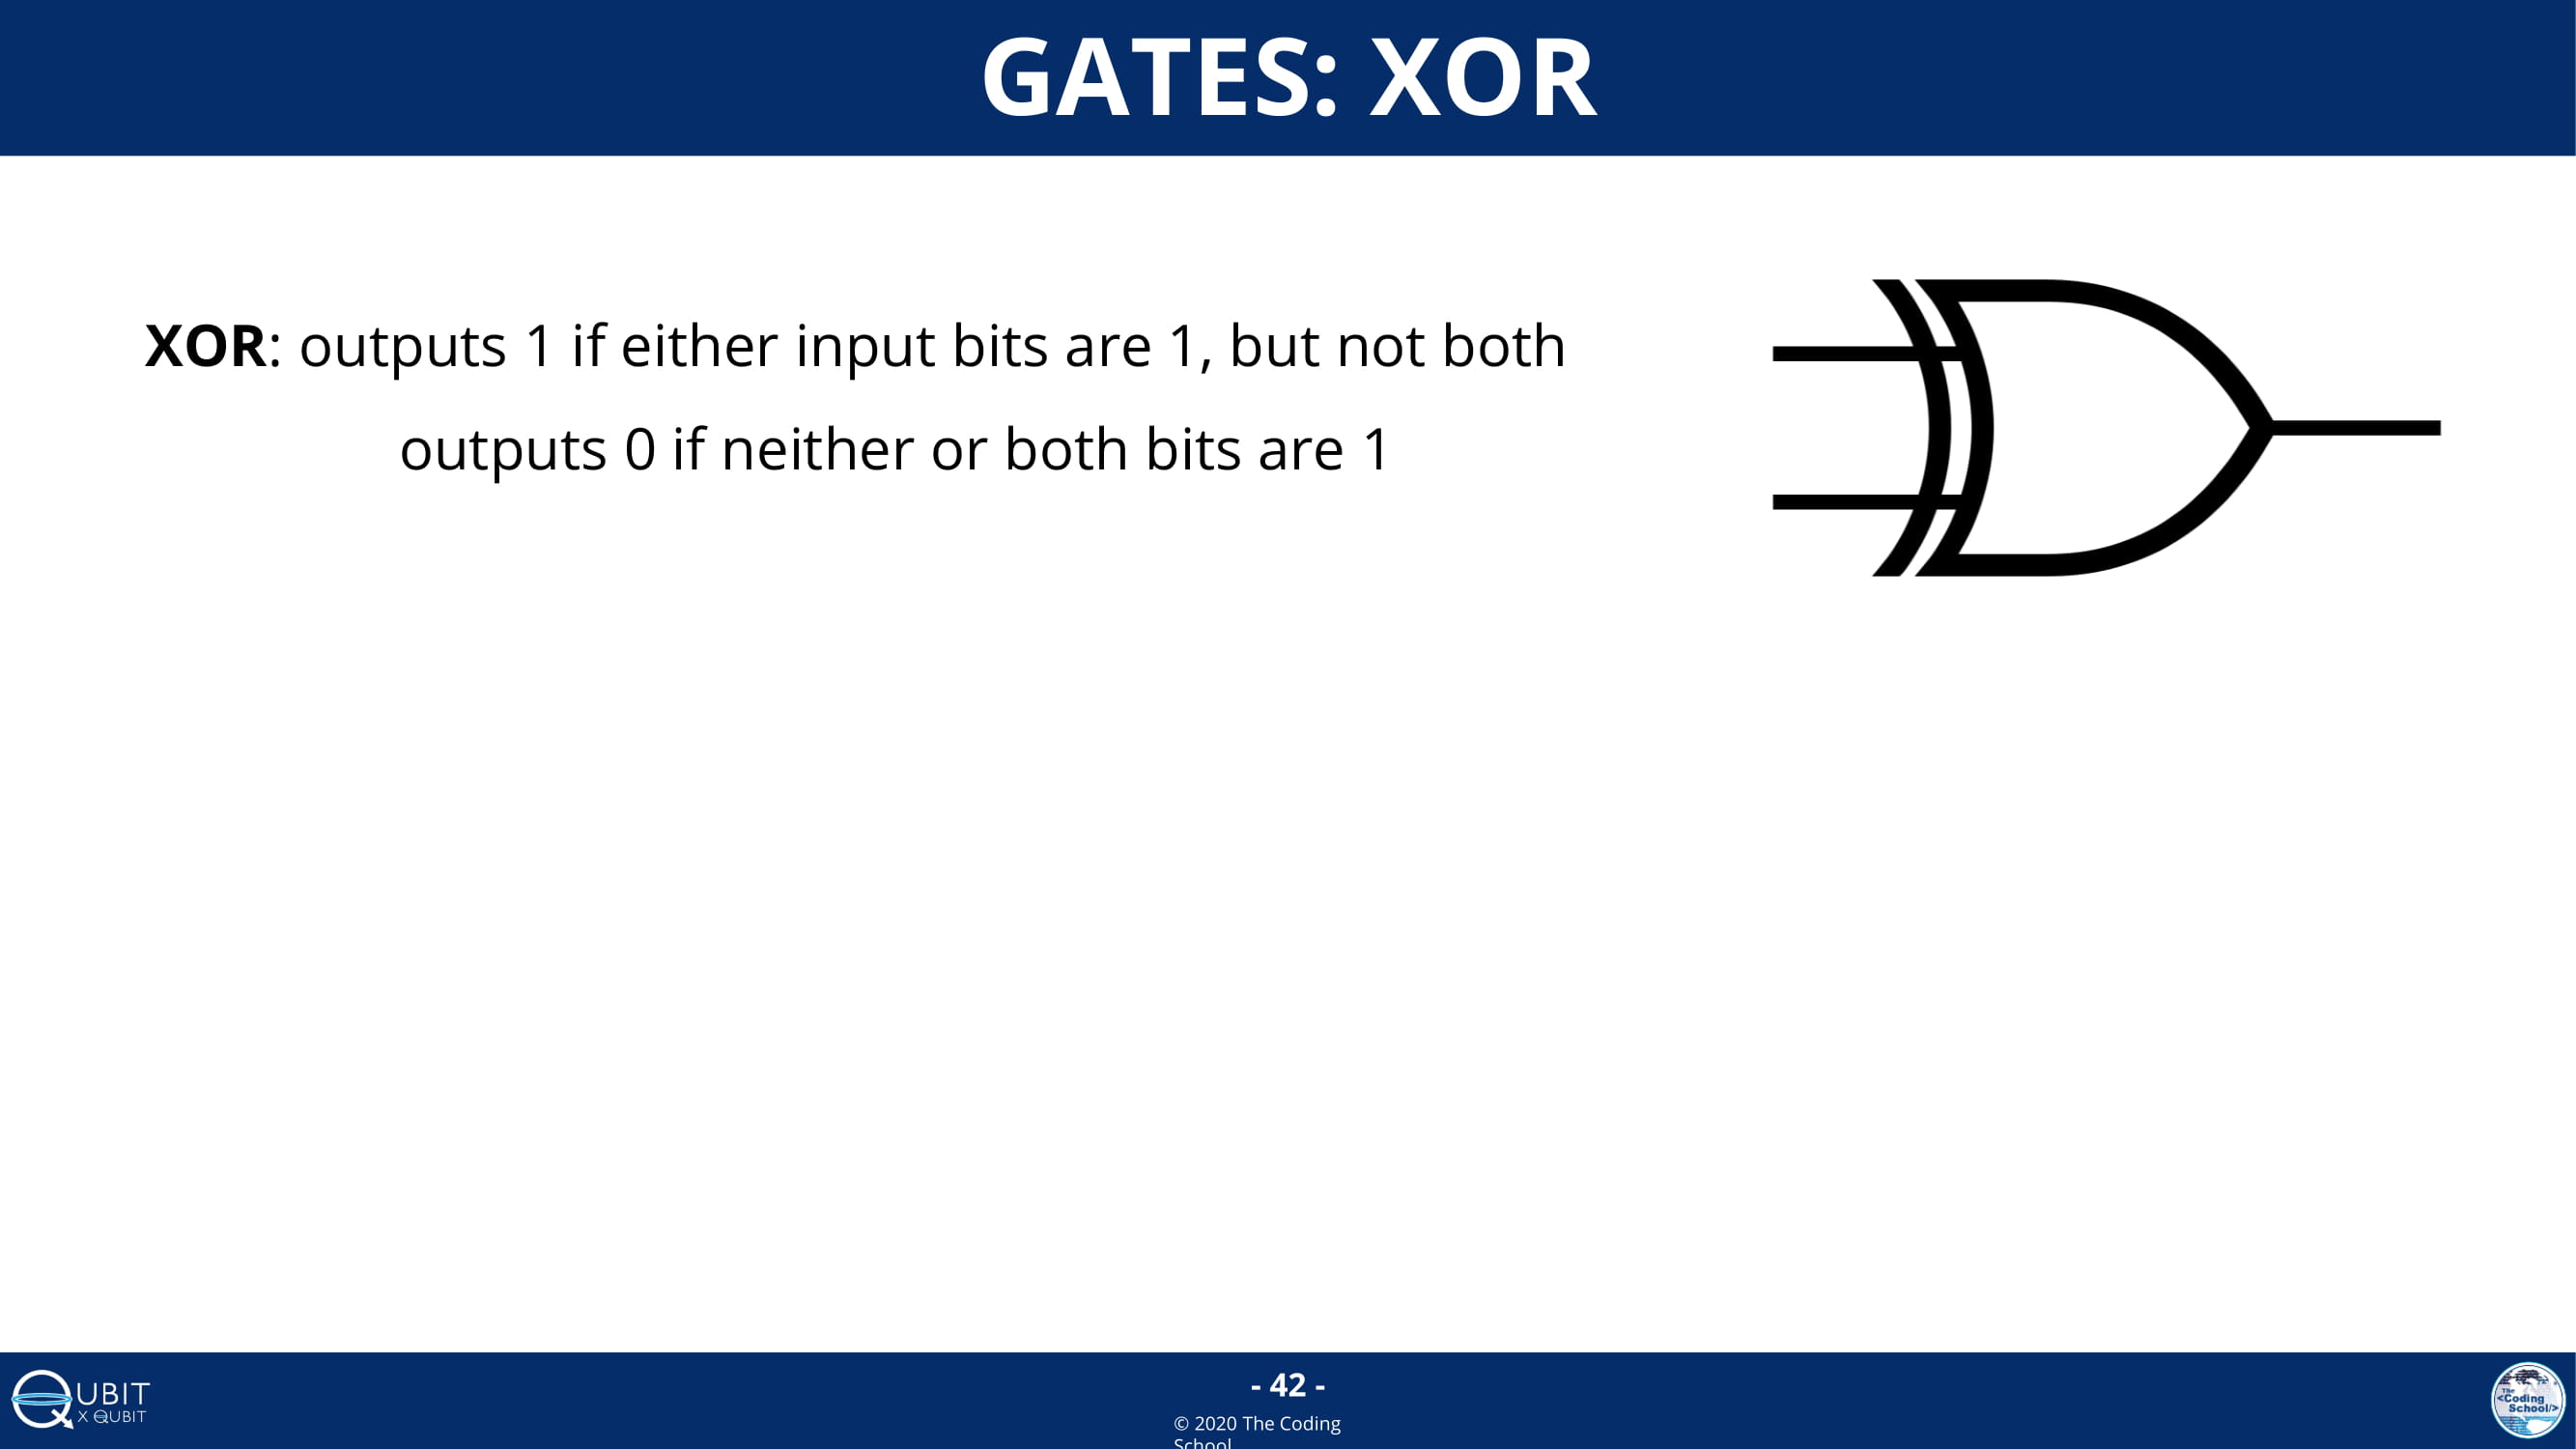 GATES: XOR
XOR: outputs 1 if either input bits are 1, but not both
outputs 0 if neither or both bits are 1
QUBIT
X QUBIT
- 42 -
© 2020 The Coding
School
The
<Coding
School/>